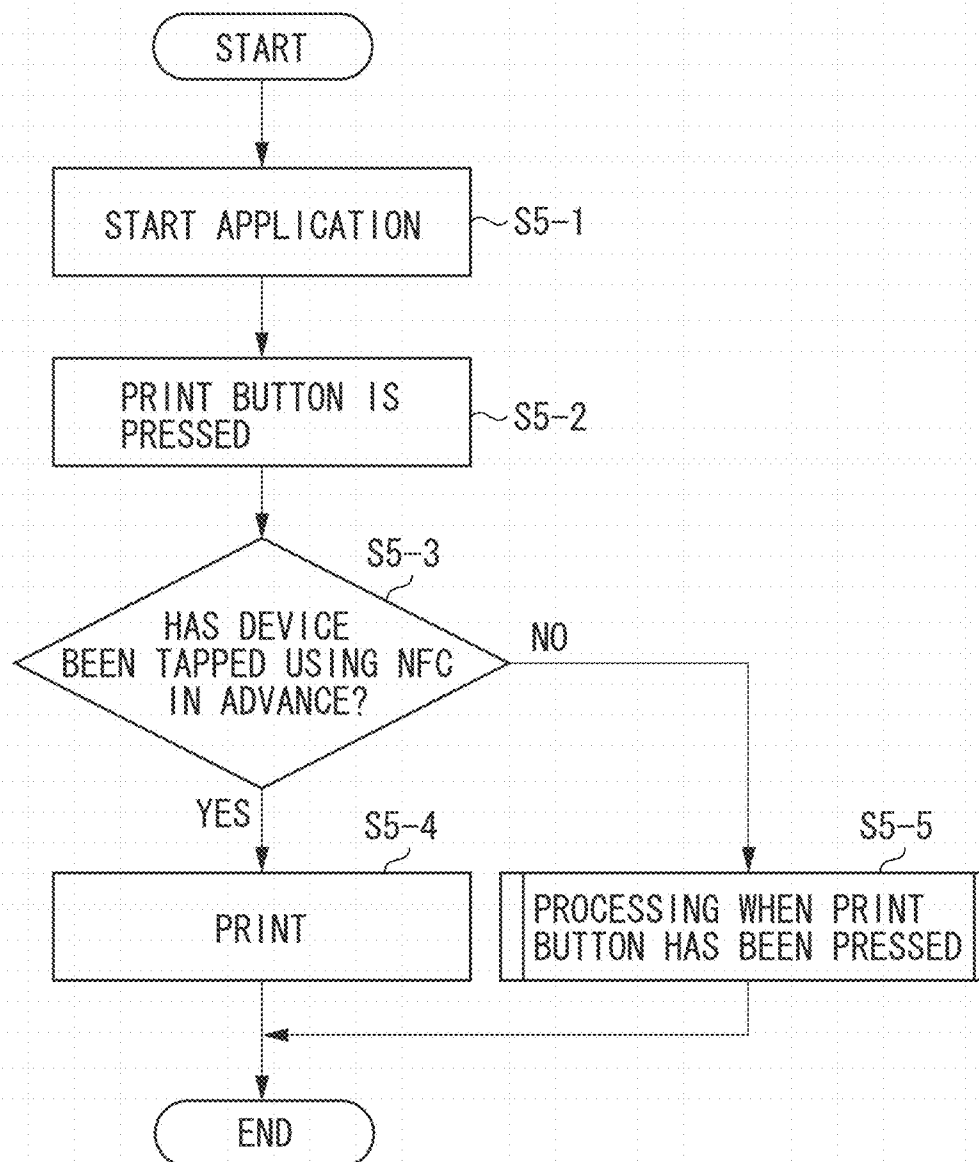 START
START APPLICATION
S5-1
PRINT BUTTON IS
PRESSED
S5-2
S5-3
HAS DEVICE
BEEN TAPPED USING NFC
IN ADVANCE?
NO
YES
S5-4
S5-5
PRINT
PROCESSING WHEN PRINT
BUTTON HAS BEEN PRESSED
END